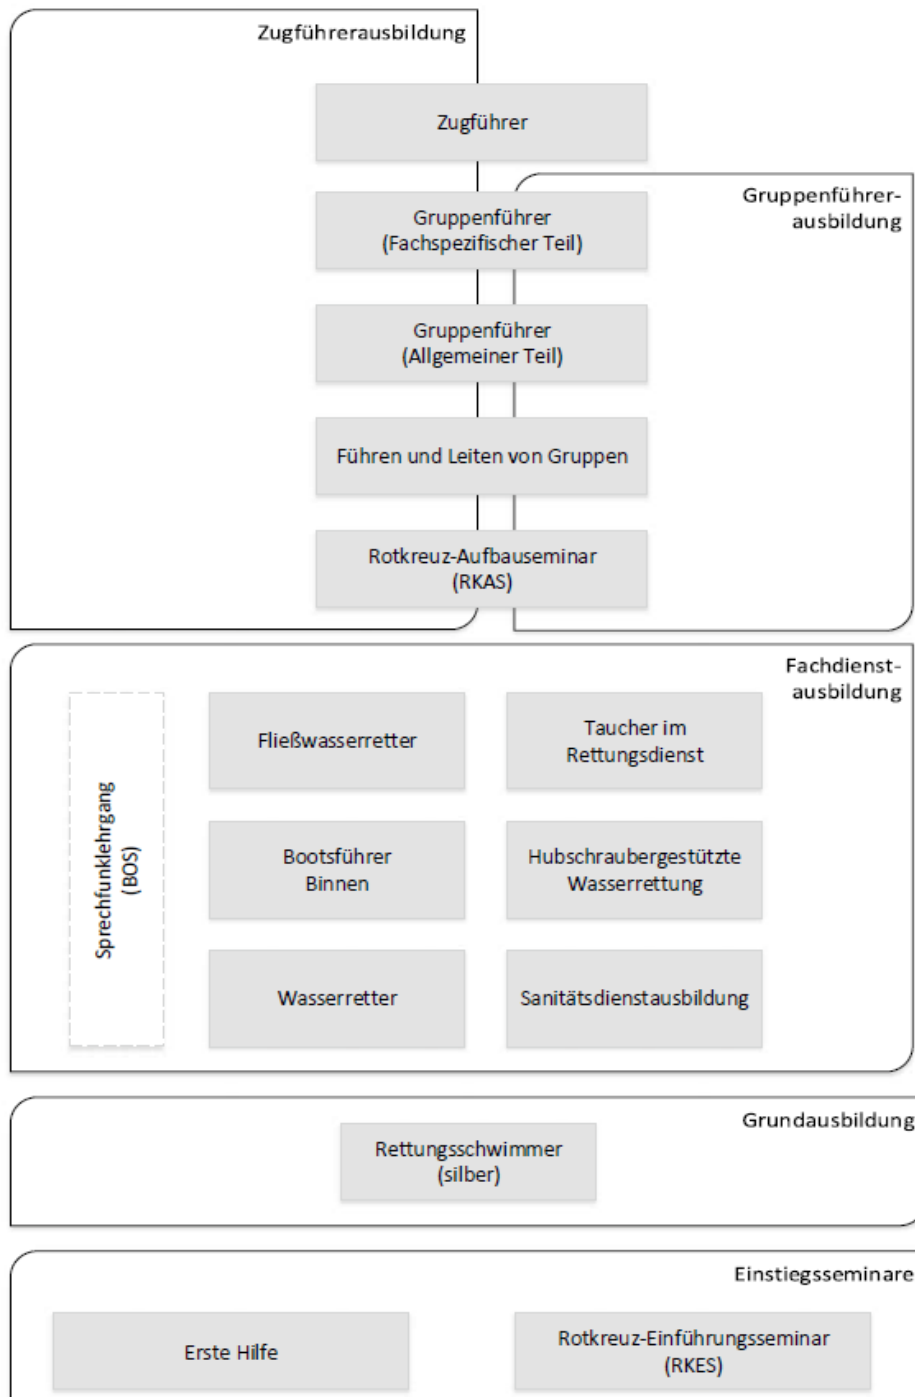 Zugführerausbildung
Zugführer
Gruppenführer-
ausbildung
Gruppenführer
(Fachspezifischer Teil)
Gruppenführer
(Allgemeiner Teil)
Führen und Leiten von Gruppen
Rotkreuz-Aufbauseminar
(RKAS)
Fachdienst-
ausbildung
Sprechfunklehrgang
(BOS)
Fließwasserretter
Taucher im
Rettungsdienst
Bootsführer
Binnen
Hubschraubergestützte
Wasserrettung
Wasserretter
Sanitätsdienstausbildung
Grundausbildung
Rettungsschwimmer
(silber)
Einstiegsseminare
Erste Hilfe
Rotkreuz-Einführungsseminar
(RKES)